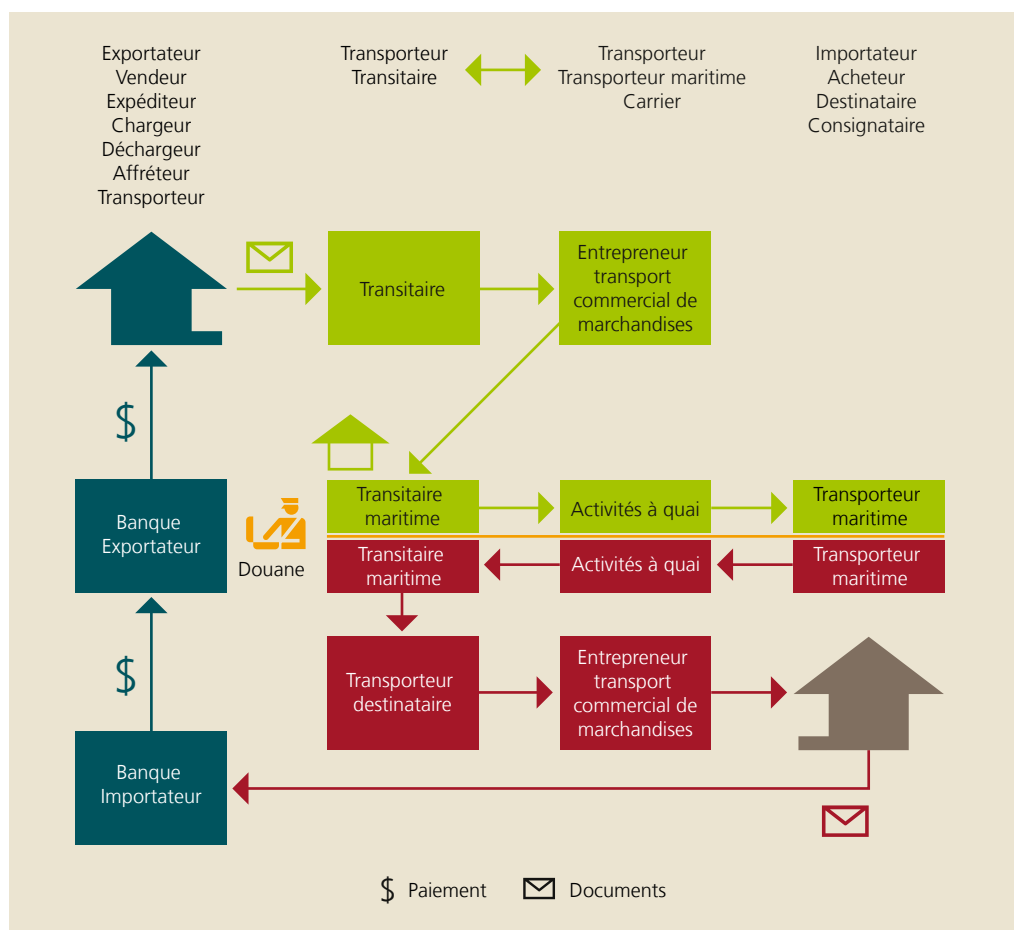 Exportateur
Vendeur
Expéditeur
Chargeur
Déchargeur
Affréteur
Transporteur
Transporteur
Transitaire
Transporteur
Transporteur maritime
Carrier
Importateur
Acheteur
Destinataire
Consignataire
Transitaire
Entrepreneur
transport
commercial de
marchandises
$
Banque
Exportateur
Douane
Transitaire
maritime
Activités à quai
Transporteur
maritime
Transitaire
maritime
Activités à quai
Transporteur
maritime
$
Transporteur
destinataire
Entrepreneur
transport
commercial de
marchandises
Banque
Importateur
$ Paiement
Documents